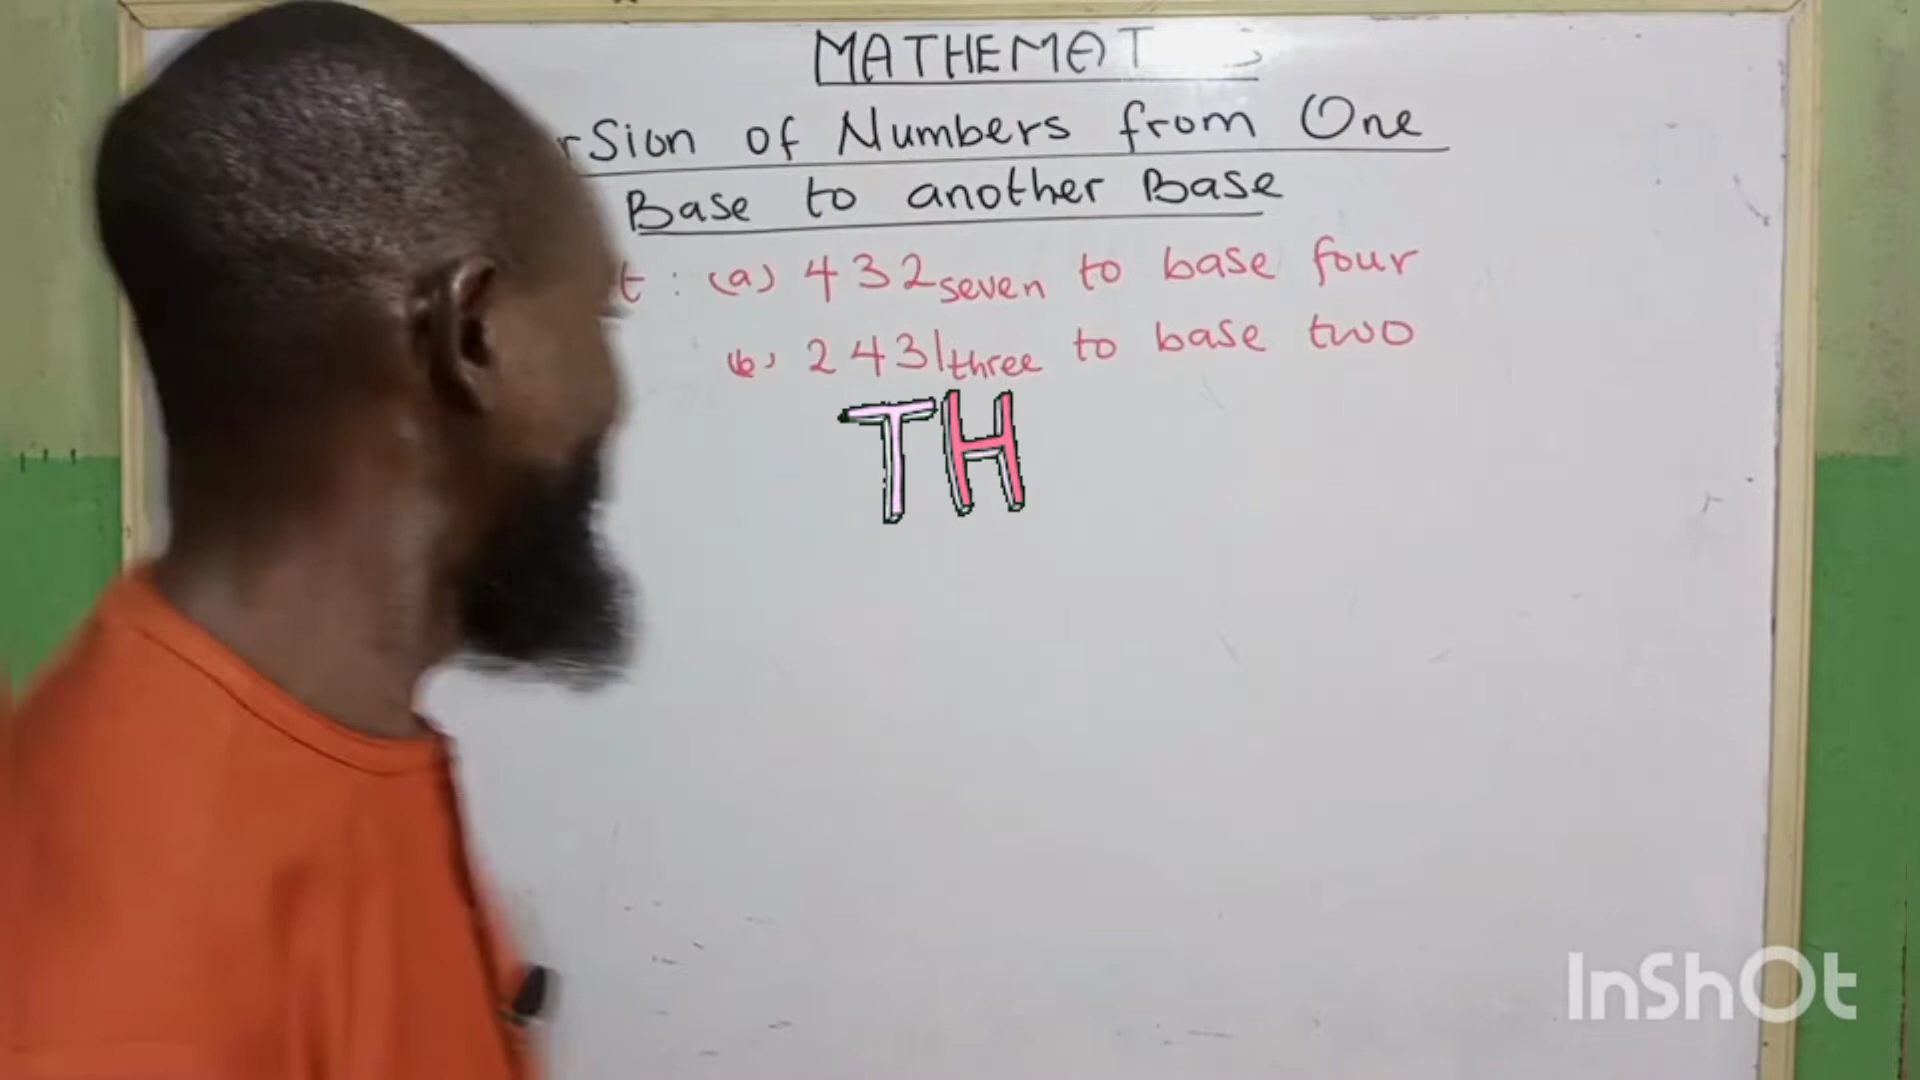 MATHEMAT
rsion of Numbers from One
Base to another Base
t : (a) 432seven to base four
(b) 2431three to base two
TH
InShOt